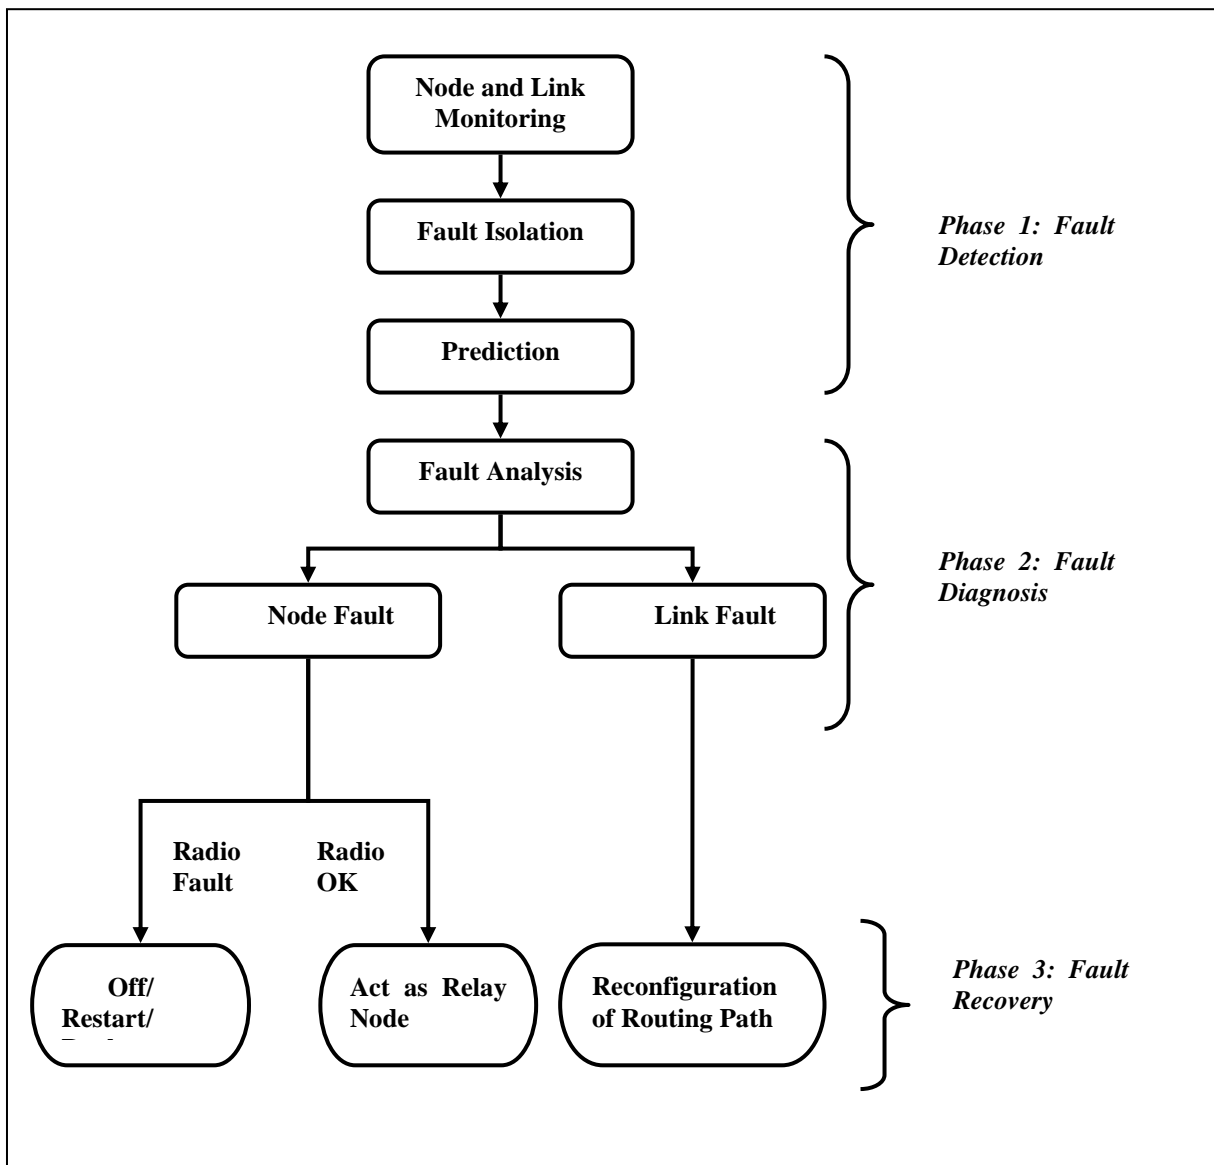 Node and Link
Monitoring
Fault Isolation
Phase 1: Fault
Detection
Prediction
Fault Analysis
Node Fault
Link Fault
Phase 2: Fault
Diagnosis
Radio
Fault
Radio
OK
Off/
Restart/
Act as Relay
Node
Reconfiguration
of Routing Path
Phase 3: Fault
Recovery